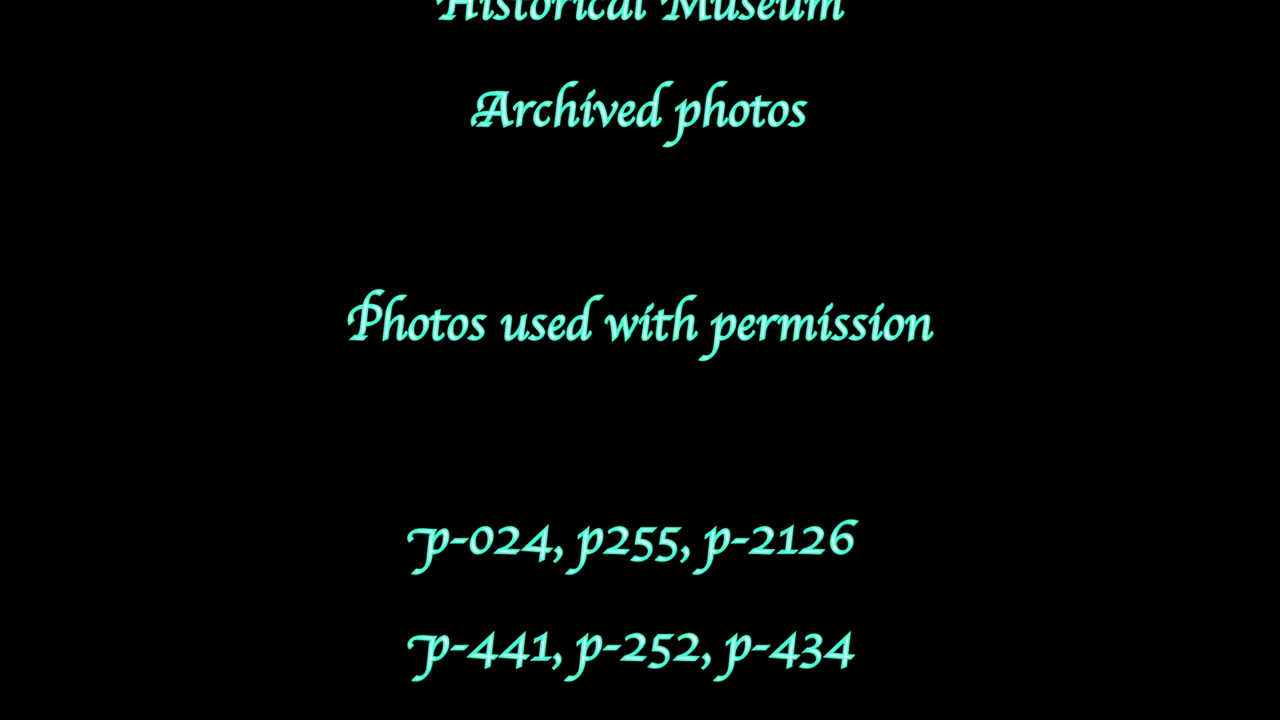 Historical Museum
Archived photos
Photos used with permission
p-024, p255, p-2126
p-441, p-252, p-434